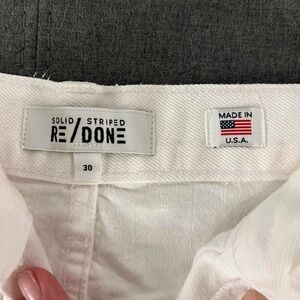 SOLID STRIPED
RE/DONE
30
MADE IN
U.S.A.